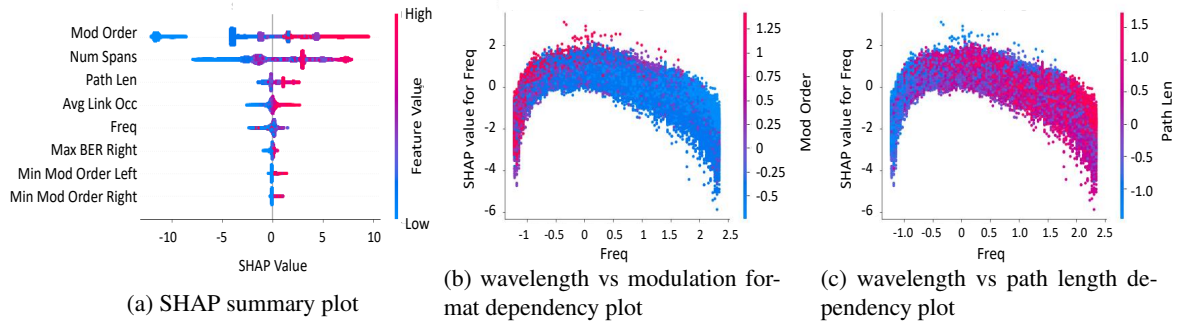 Mod Order
Num Spans
Path Len
Avg Link Occ
Freq
Max BER Right
Min Mod Order Left
Min Mod Order Right
-10
-5
0
5
10
SHAP Value
High
Low
Feature Value
(a) SHAP summary plot
2
0
-2
-4
-6
SHAP value for Freq
-1
-0.5
0
0.5
1
1.5
2
2.5
Freq
1.25
1
0.75
0.5
0.25
0
-0.25
-0.5
Mod Order
(b) wavelength vs modulation for-
mat dependency plot
2
0
-2
-4
-6
SHAP value for Freq
-1.0
-0.5
0
0.5
1
1.5
2.0
2.5
Freq
1.5
1.0
0.5
0
-0.5
-1.0
Path Len
(c) wavelength vs path length de-
pendency plot